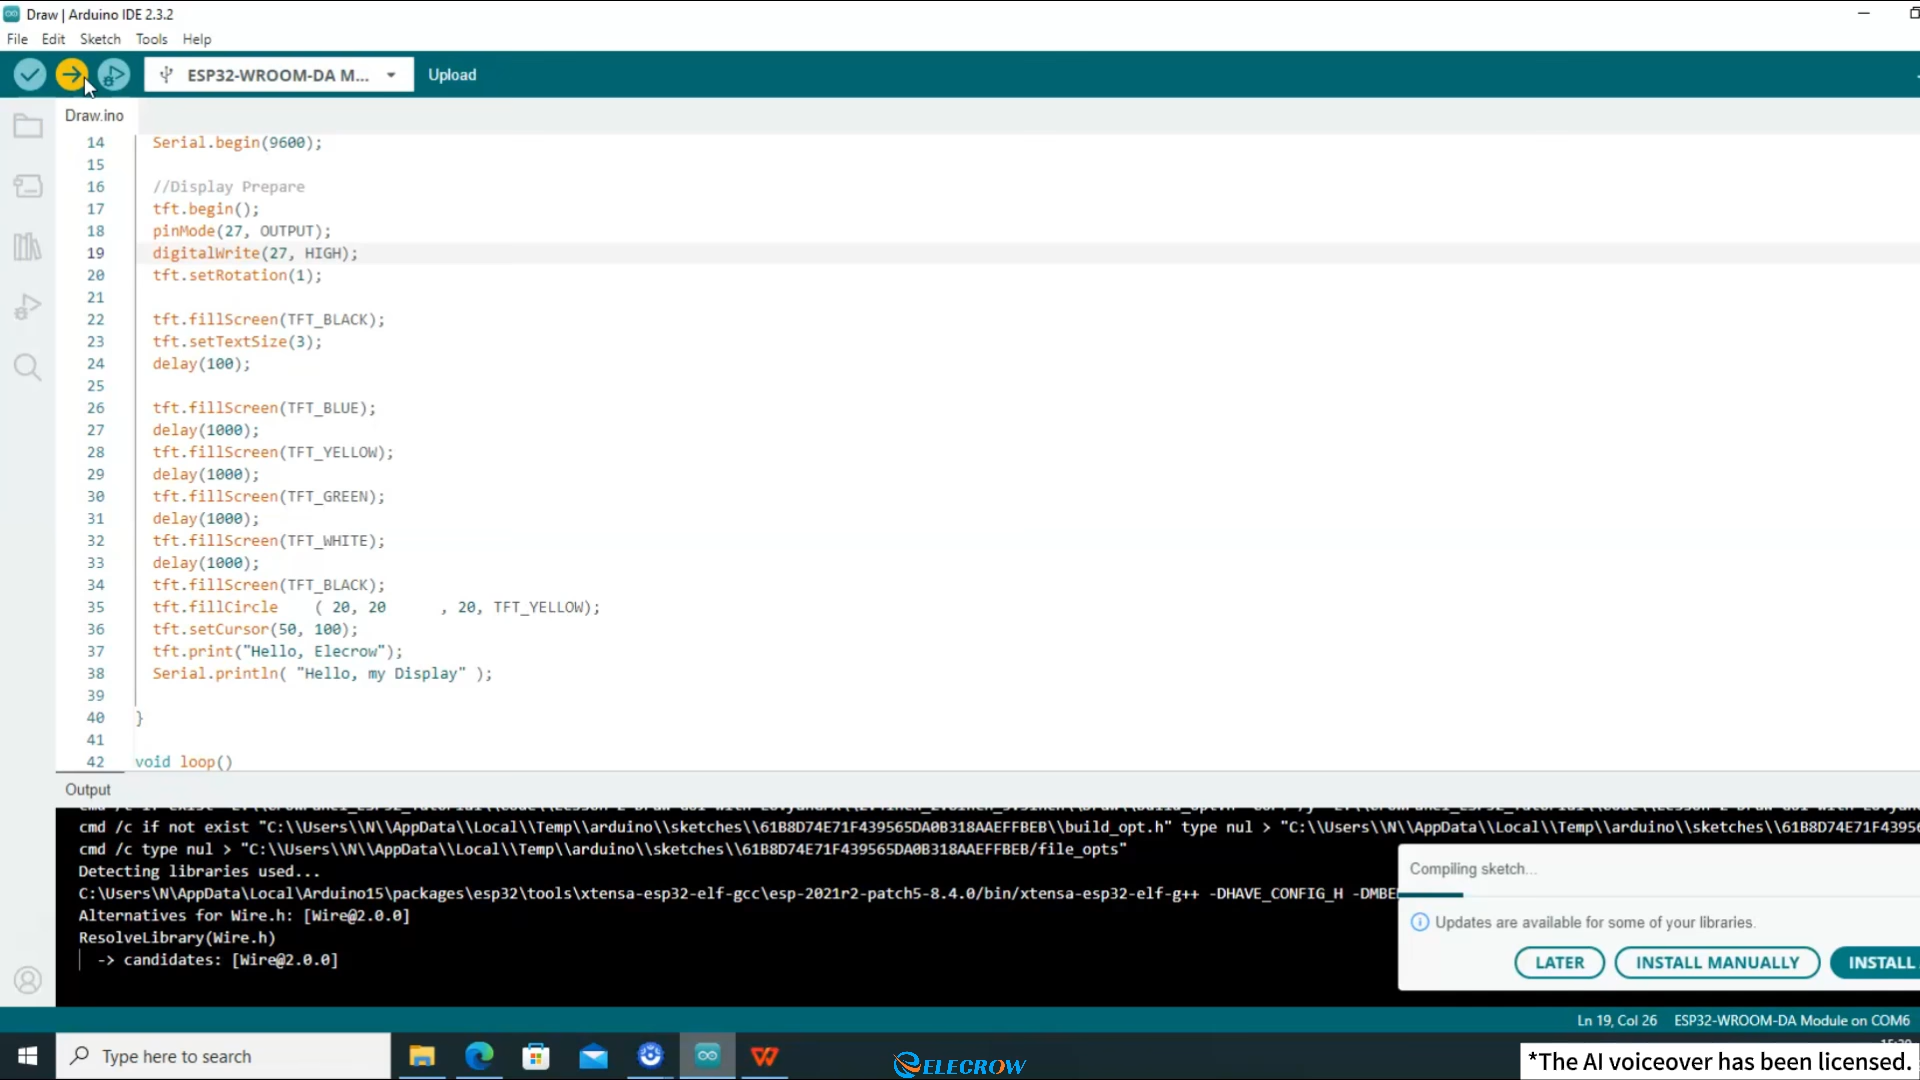 Draw | Arduino IDE 2.3.2
File Edit Sketch Tools Help
ESP32-WROOM-DA M... Upload
Draw.ino
14 Serial.begin(9600);
15
16 //Display Prepare
17 tft.begin();
18 pinMode(27, OUTPUT);
19 digitalWrite(27, HIGH);
20 tft.setRotation(1);
21
22 tft.fillScreen(TFT_BLACK);
23 tft.setTextSize(3);
24 delay(100);
25
26 tft.fillScreen(TFT_BLUE);
27 delay(1000);
28 tft.fillScreen(TFT_YELLOW);
29 delay(1000);
30 tft.fillScreen(TFT_GREEN);
31 delay(1000);
32 tft.fillScreen(TFT_WHITE);
33 delay(1000);
34 tft.fillScreen(TFT_BLACK);
35 tft.fillCircle    ( 20, 20      , 20, TFT_YELLOW);
36 tft.setCursor(50, 100);
37 tft.print("Hello, Elecrow");
38 Serial.println( "Hello, my Display" );
39
40 }
41
42 void loop()
Output
cmd /c if not exist "C:\\Users\\N\\AppData\\Local\\Temp\\arduino\\sketches\\61B8D74E71F439565DA0B318AAEFFBEB\\build_opt.h" type nul > "C:\\Users\\N\\AppData\\Local\\Temp\\arduino\\sketches\\61B8D74E71F43956
cmd /c type nul > "C:\\Users\\N\\AppData\\Local\\Temp\\arduino\\sketches\\61B8D74E71F439565DA0B318AAEFFBEB/file_opts"
Detecting libraries used...
C:\Users\N\AppData\Local\Arduino15\packages\esp32\tools\xtensa-esp32-elf-gcc\esp-2021r2-patch5-8.4.0/bin/xtensa-esp32-elf-g++ -DHAVE_CONFIG_H -DMBE
Alternatives for Wire.h: [Wire@2.0.0]
ResolveLibrary(Wire.h)
-> candidates: [Wire@2.0.0]
Compiling sketch...
Updates are available for some of your libraries.
LATER INSTALL MANUALLY INSTALL
Ln 19, Col 26 ESP32-WROOM-DA Module on COM6
Type here to search
ELECROW
*The AI voiceover has been licensed.